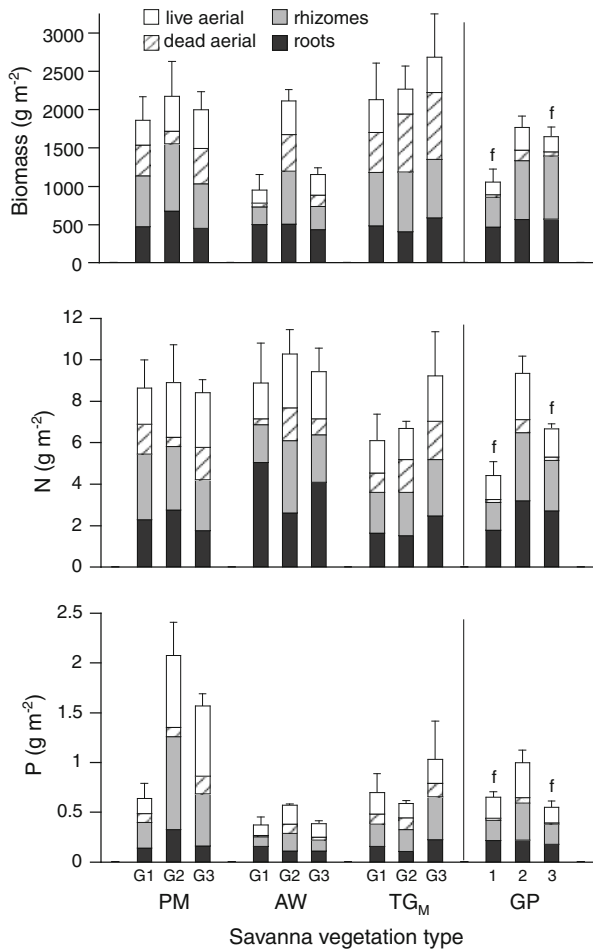 live aerial rhizomes
dead aerial roots
Biomass (g m-2)
3000
2500
2000
1500
1000
500
0
f f
N (g m-2)
12
10
8
6
4
2
0
f f
P (g m-2)
2.5
2
1.5
1
0.5
0
f f
G1 G2 G3 G1 G2 G3 G1 G2 G3 1 2 3
PM AW TGM GP
Savanna vegetation type